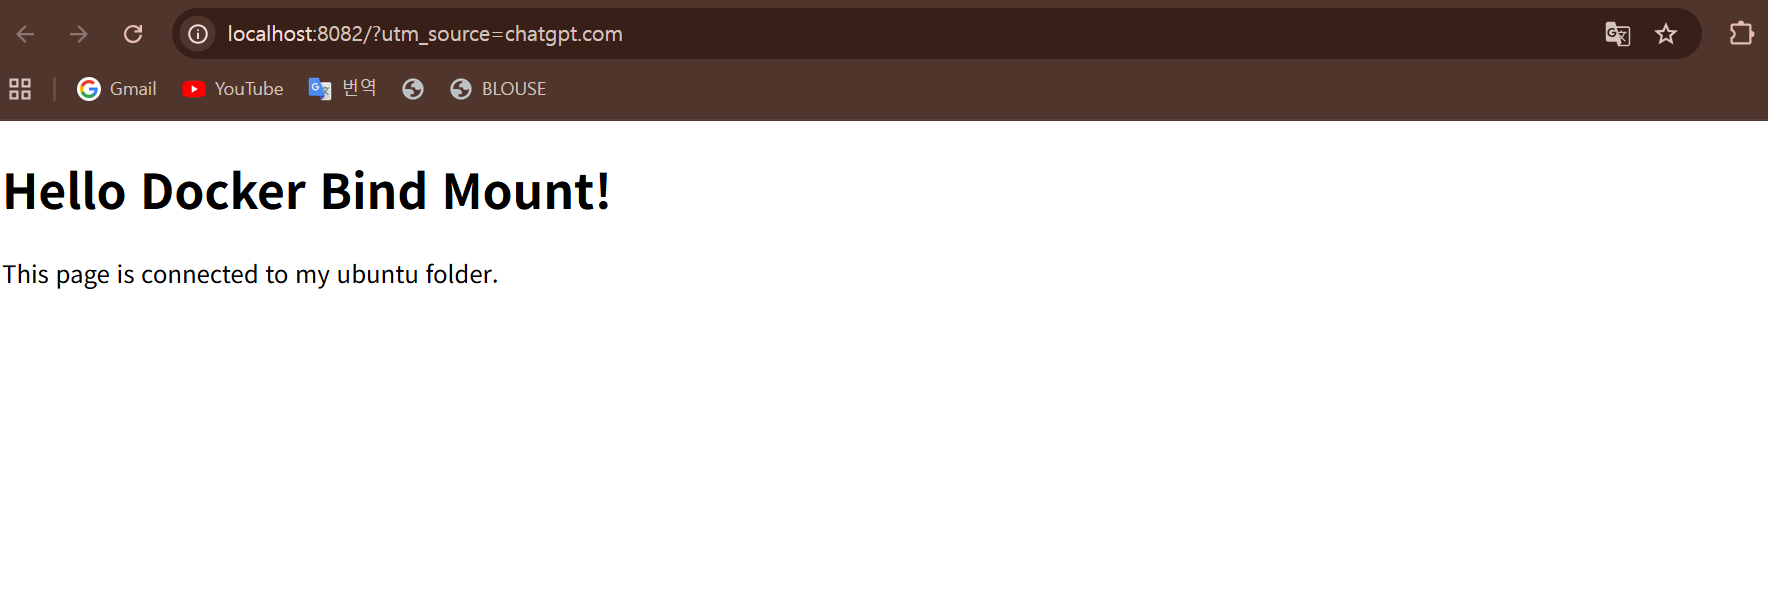 localhost:8082/?utm_source=chatgpt.com
Gmail YouTube 번역 BLOUSE
Hello Docker Bind Mount!
This page is connected to my ubuntu folder.